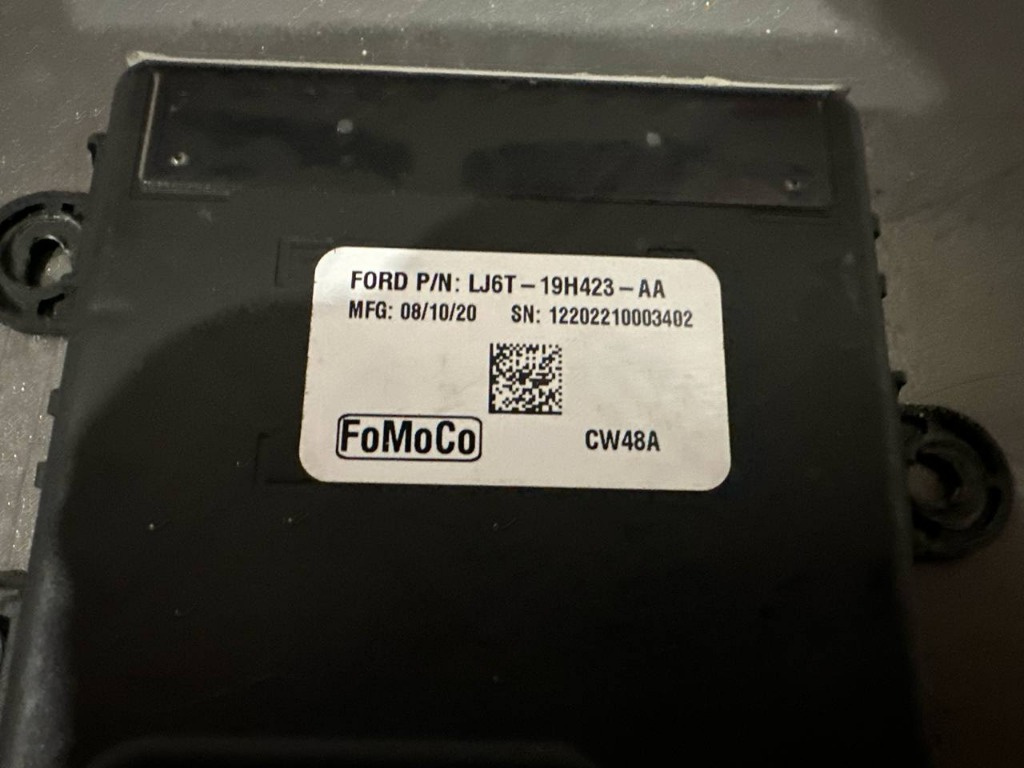 FORD P/N: LJ6T-19H423-AA
MFG: 08/10/20 SN: 12202210003402
FoMoCo CW48A